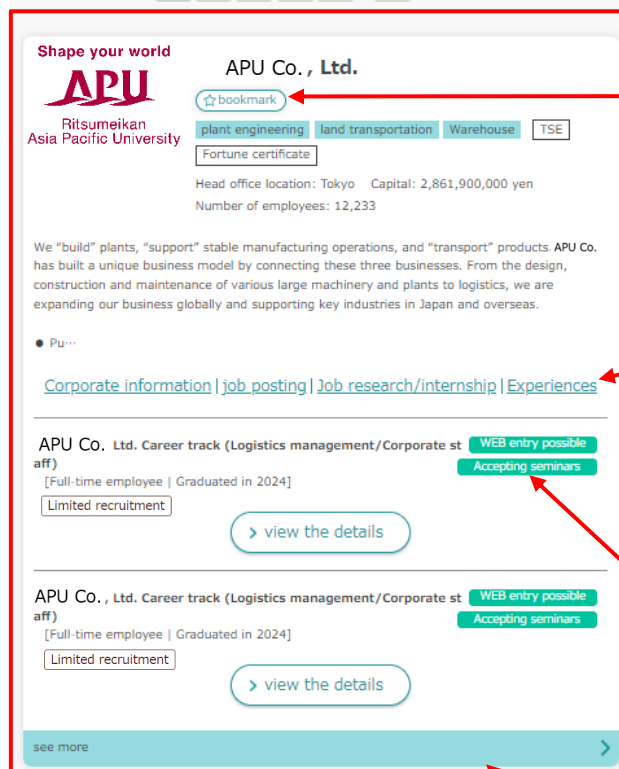 Shape your world
APU
Ritsumeikan
Asia Pacific University
APU Co., Ltd.
☆bookmark
plant engineering land transportation Warehouse TSE
Fortune certificate
Head office location: Tokyo Capital: 2,861,900,000 yen
Number of employees: 12,233
We “build” plants, “support” stable manufacturing operations, and “transport” products. APU Co.
has built a unique business model by connecting these three businesses. From the design,
construction and maintenance of various large machinery and plants to logistics, we are
expanding our business globally and supporting key industries in Japan and overseas.
● Pu…
Corporate information | job posting | Job research/internship | Experiences
APU Co. Ltd. Career track (Logistics management/Corporate st WEB entry possible
aff) Accepting seminars
[Full-time employee | Graduated in 2024]
Limited recruitment
> view the details
APU Co., Ltd. Career track (Logistics management/Corporate st WEB entry possible
aff) Accepting seminars
[Full-time employee | Graduated in 2024]
Limited recruitment
> view the details
see more >